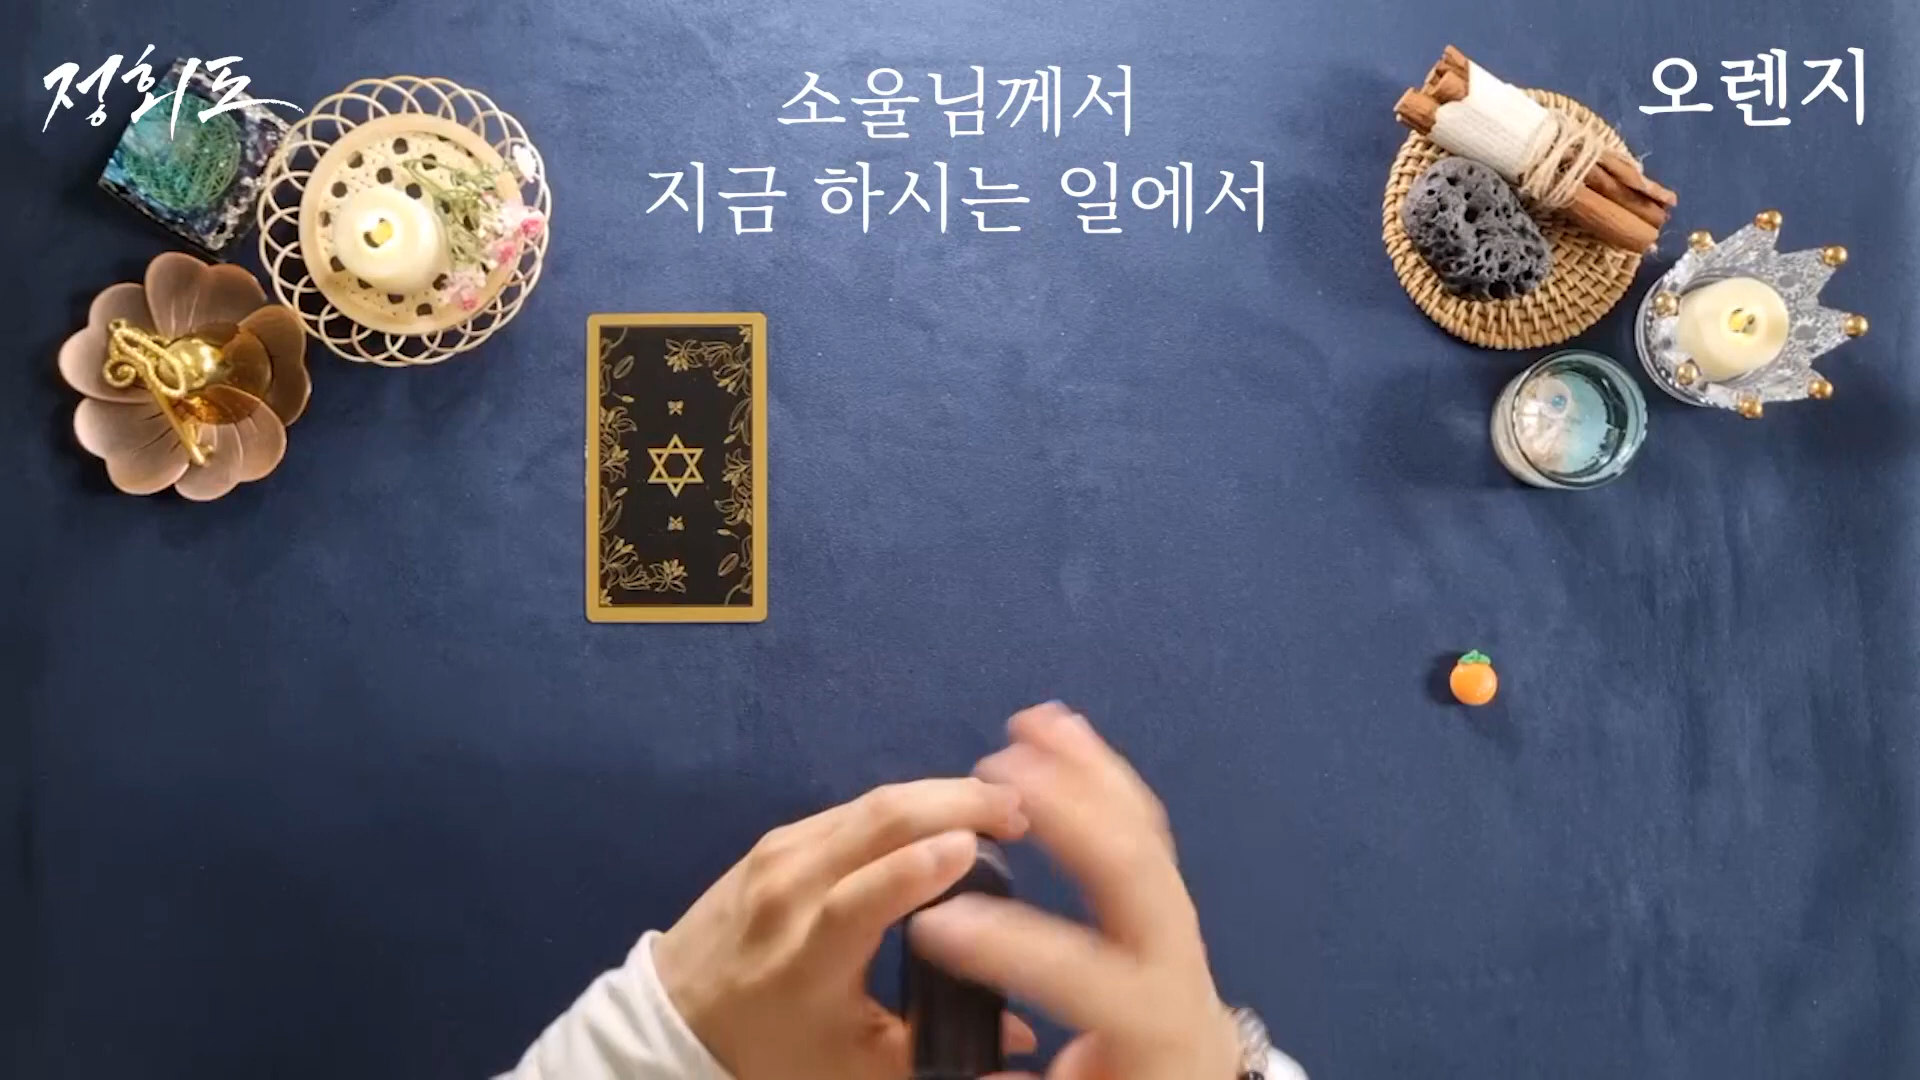 정회도
소울님께서
지금 하시는 일에서
오렌지